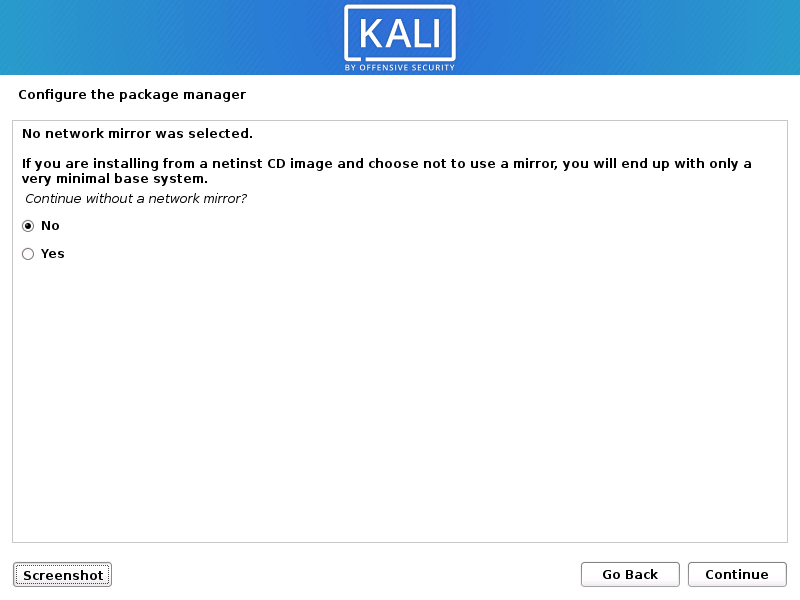 KALI
BY OFFENSIVE SECURITY
Configure the package manager
No network mirror was selected.
If you are installing from a netinst CD image and choose not to use a mirror, you will end up with only a
very minimal base system.
Continue without a network mirror?
No
Yes
Screenshot
Go Back
Continue